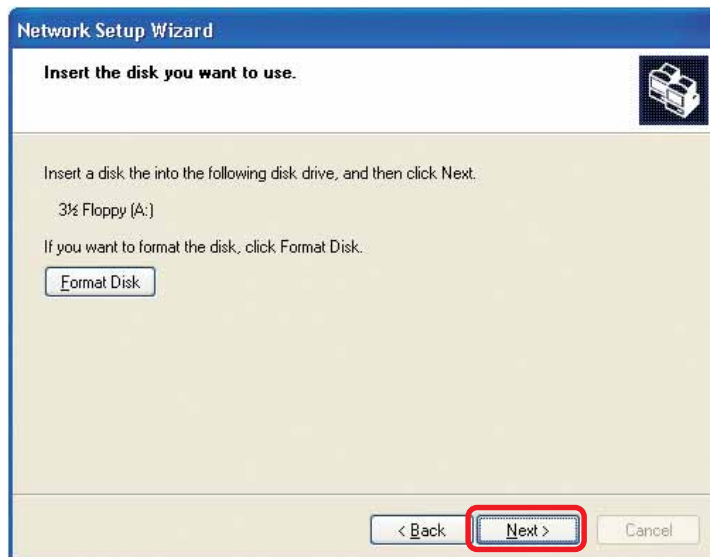 Network Setup Wizard
Insert the disk you want to use.
Insert a disk the into the following disk drive, and then click Next.
3½ Floppy (A:)
If you want to format the disk, click Format Disk.
Format Disk
< Back
Next >
Cancel